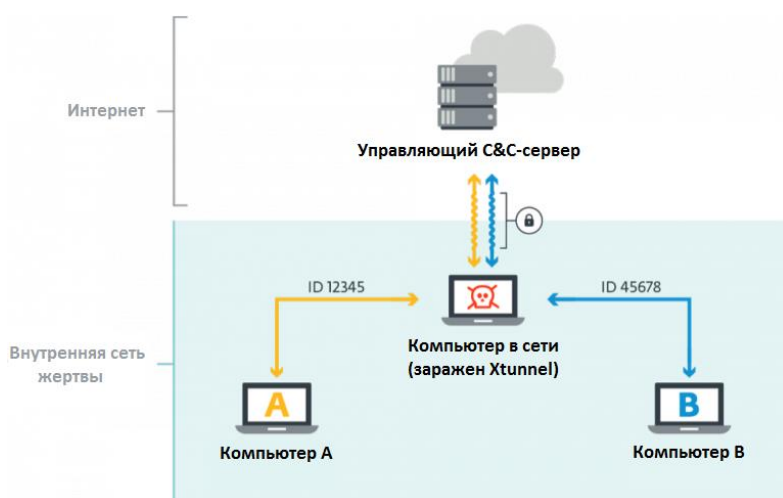 Интернет
Управляющий C&C-сервер
ID 12345
ID 45678
Компьютер в сети
(заражен Xtunnel)
Внутренняя сеть
жертвы
A
B
Компьютер A
Компьютер B